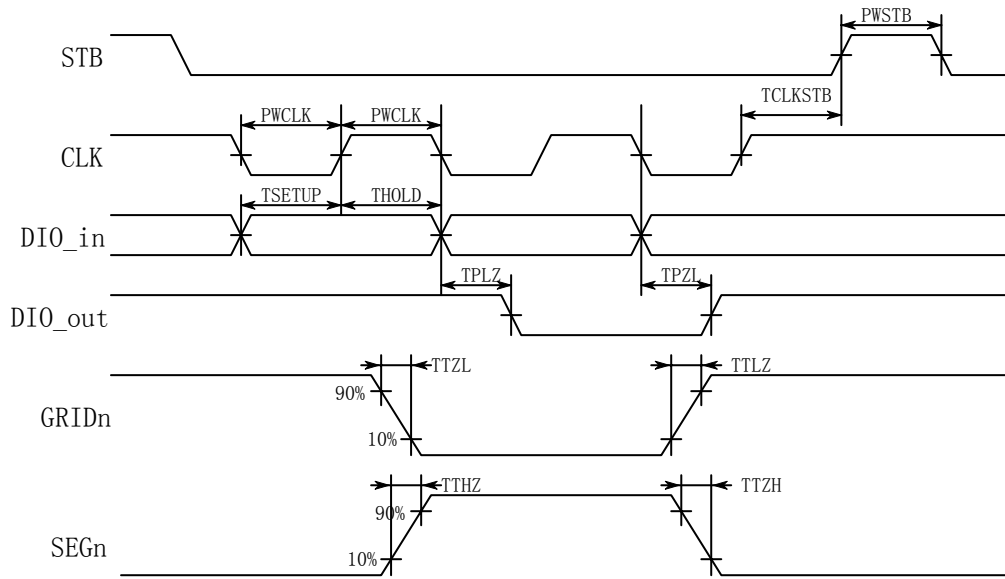 PWSTB
STB
TCLKSTB
PWCLK PWCLK
CLK
TSETUP THOLD
DIO_in
TPLZ TPZL
DIO_out
TTZL TTLZ
90%
GRIDn
10%
TTHZ TTZH
90%
SEGn
10%